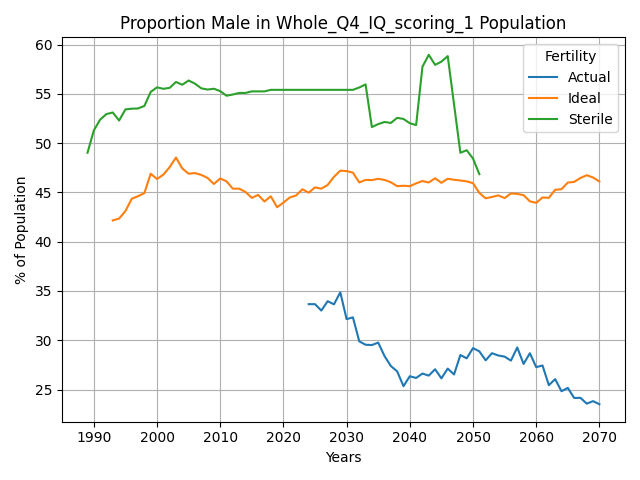 Proportion Male in Whole_Q4_IQ_scoring_1 Population
% of Population
60
55
50
45
40
35
30
25
Fertility
Actual
Ideal
Sterile
1990 2000 2010 2020 2030 2040 2050 2060 2070
Years